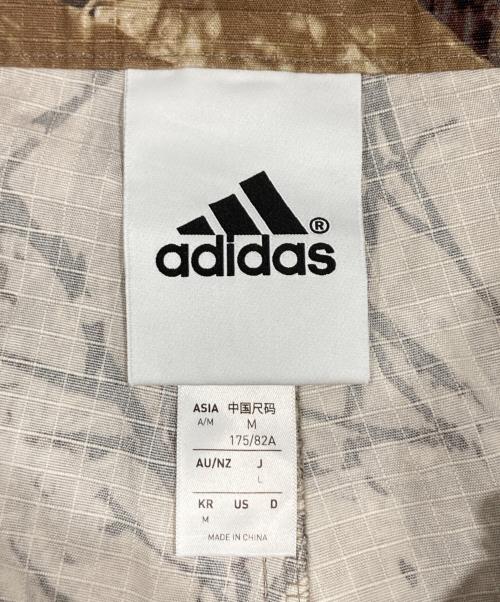 adidas®
ASIA 中国尺码
A/M M
175/82A
AU/NZ J
L
KR US D
M
MADE IN CHINA